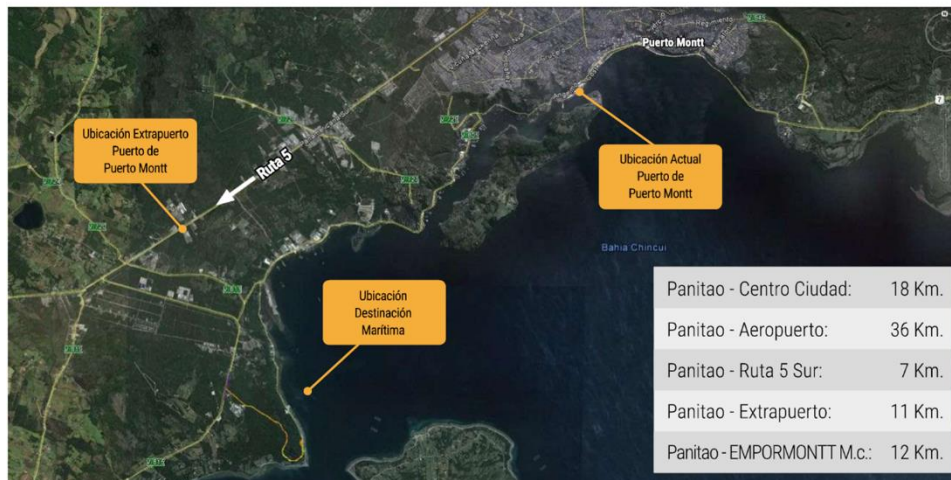 Puerto Montt
Ubicación Extrapuerto
Puerto de
Puerto Montt
Ruta 5
Ubicación Actual
Puerto de
Puerto Montt
Bahia Chincui
Ubicación
Destinación
Marítima
Panitao - Centro Ciudad: 18 Km.
Panitao - Aeropuerto: 36 Km.
Panitao - Ruta 5 Sur: 7 Km.
Panitao - Extrapuerto: 11 Km.
Panitao - EMPORMONTT M.c.: 12 Km.